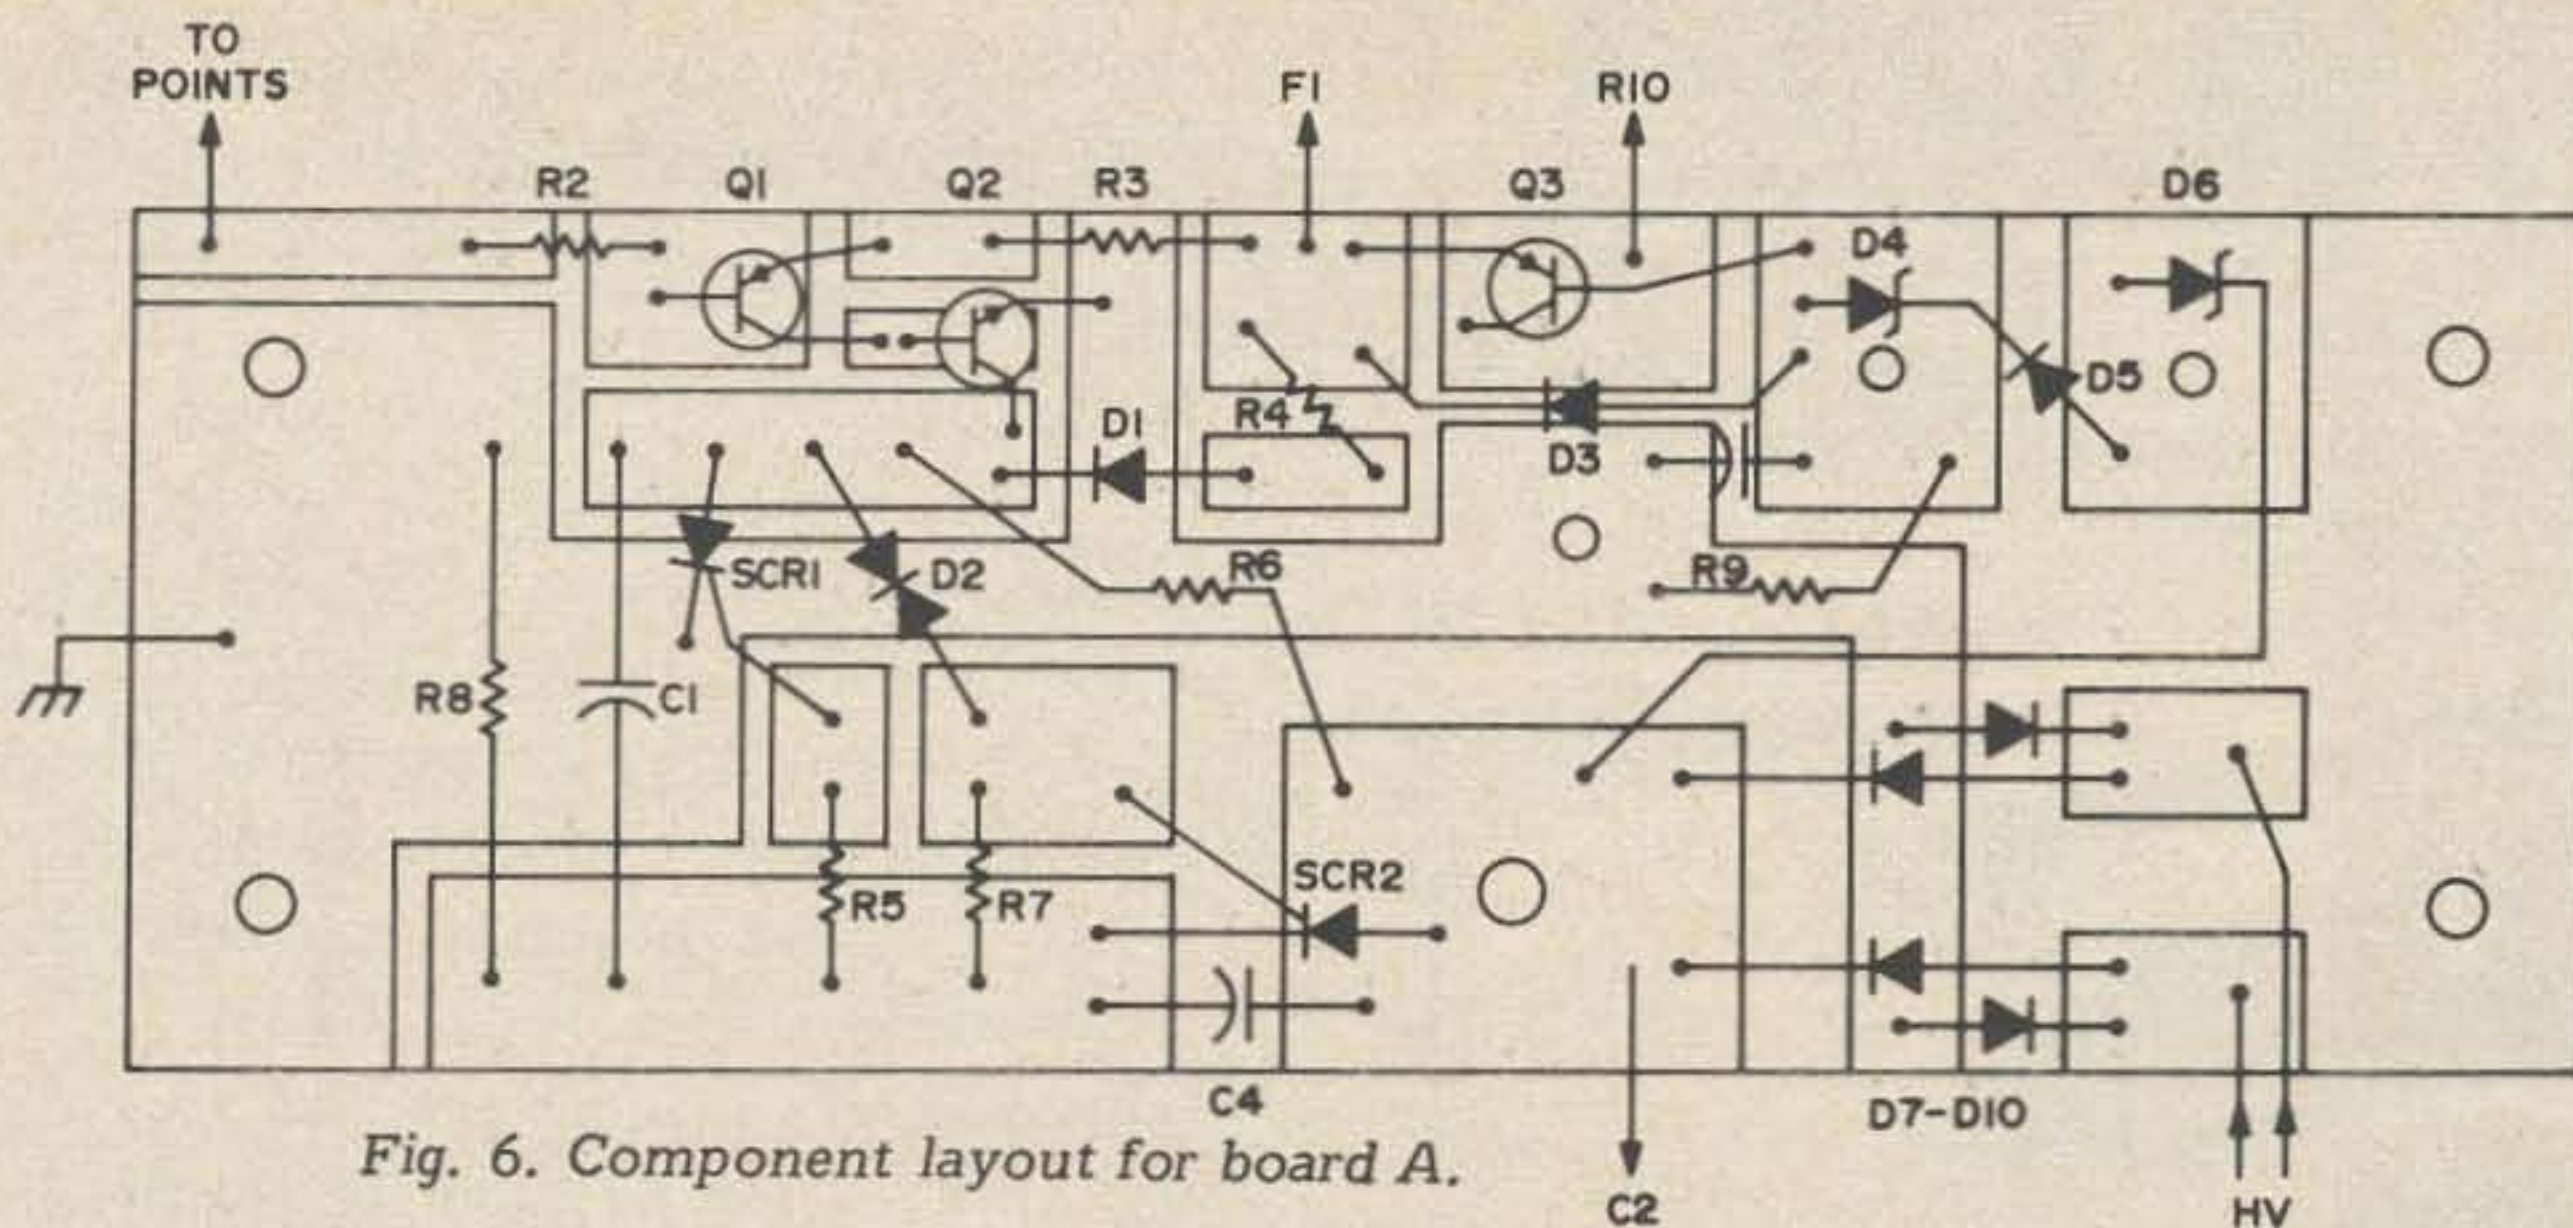 TO
POINTS
F1
R10
R2
Q1
Q2
R3
Q3
D6
D4
D5
D1
R4
D3
SCR1
D2
R6
R9
R8
C1
R5
R7
SCR2
C4
D7-D10
Fig. 6. Component layout for board A.
C2
HV